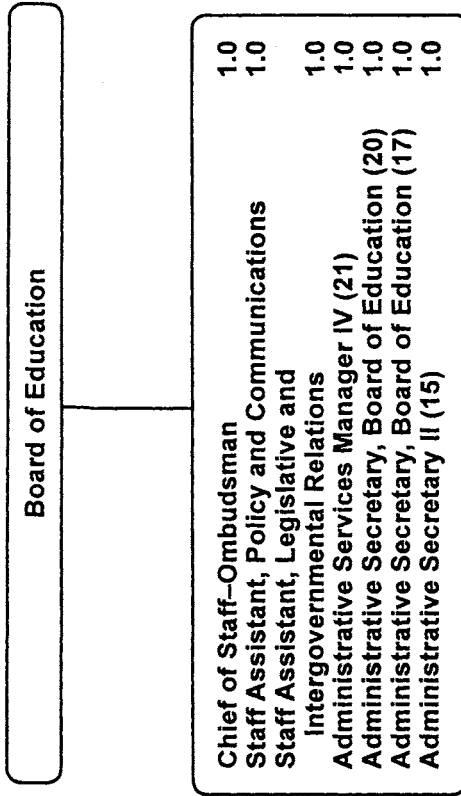 Board of Education
Chief of Staff–Ombudsman 1.0
Staff Assistant, Policy and Communications 1.0
Staff Assistant, Legislative and
Intergovernmental Relations 1.0
Administrative Services Manager IV (21) 1.0
Administrative Secretary, Board of Education (20) 1.0
Administrative Secretary, Board of Education (17) 1.0
Administrative Secretary II (15) 1.0